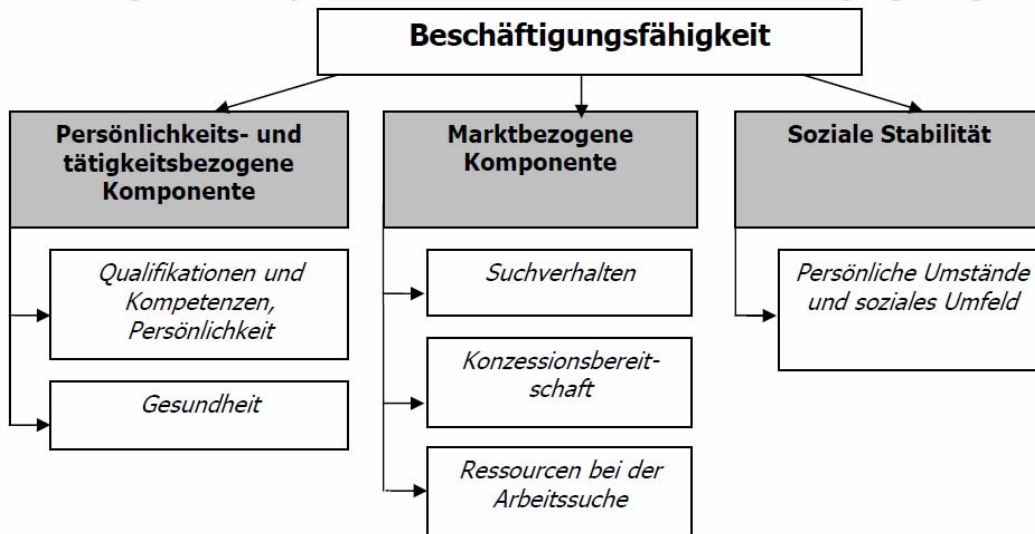 Beschäftigungsfähigkeit
Persönlichkeits- und
tätigkeitsbezogene
Komponente
Qualifikationen und
Kompetenzen,
Persönlichkeit
Gesundheit
Marktbezogene
Komponente
Suchverhalten
Konzessionsbereit-
schaft
Ressourcen bei der
Arbeitssuche
Soziale Stabilität
Persönliche Umstände
und soziales Umfeld